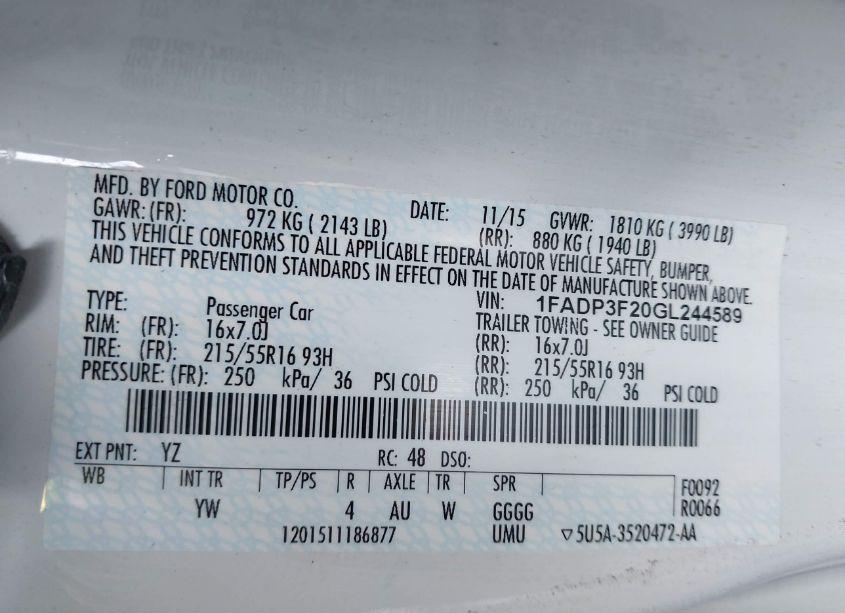 MFD. BY FORD MOTOR CO.
DATE: 11/15 GVWR: 1810 KG ( 3990 LB)
GAWR: (FR): 972 KG ( 2143 LB) (RR): 880 KG ( 1940 LB)
THIS VEHICLE CONFORMS TO ALL APPLICABLE FEDERAL MOTOR VEHICLE SAFETY, BUMPER,
AND THEFT PREVENTION STANDARDS IN EFFECT ON THE DATE OF MANUFACTURE SHOWN ABOVE.
VIN: 1FADP3F20GL244589
TYPE: Passenger Car TRAILER TOWING - SEE OWNER GUIDE
RIM: (FR): 16x7.0J (RR): 16x7.0J
TIRE: (FR): 215/55R16 93H (RR): 215/55R16 93H
PRESSURE: (FR): 250 kPa/ 36 PSI COLD (RR): 250 kPa/ 36 PSI COLD
EXT PNT: YZ RC: 48 DSO:
WB INT TR TP/PS R AXLE TR SPR F0092
YW 4 AU W GGGG R0066
1201511186877 UMU ▽5U5A-3520472-AA